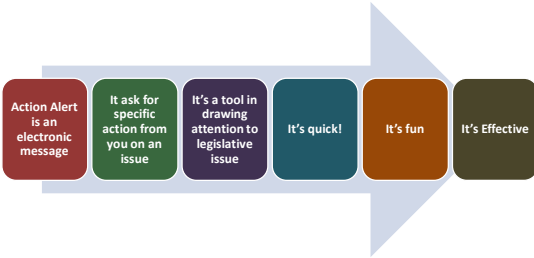 Action Alert
is an
electronic
message
It ask for
specific
action from
you on an
issue
It's a tool in
drawing
attention to
legislative
issue
It's quick!
It's fun
It's Effective